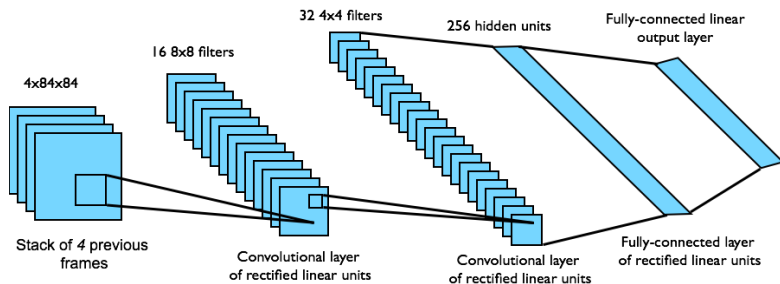 4x84x84
16 8x8 filters
32 4x4 filters
256 hidden units
Fully-connected linear
output layer
Stack of 4 previous
frames
Convolutional layer
of rectified linear units
Convolutional layer
of rectified linear units
Fully-connected layer
of rectified linear units